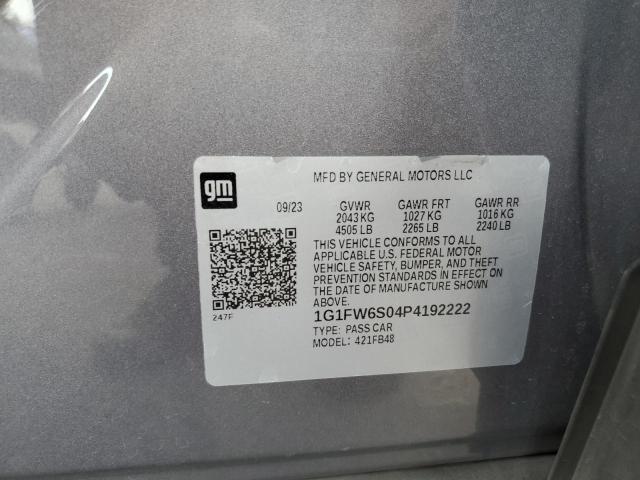 gm
MFD BY GENERAL MOTORS LLC
09/23 GVWR GAWR FRT GAWR RR
2043 KG 1027 KG 1016 KG
4505 LB 2265 LB 2240 LB
THIS VEHICLE CONFORMS TO ALL
APPLICABLE U.S. FEDERAL MOTOR
VEHICLE SAFETY, BUMPER, AND THEFT
PREVENTION STANDARDS IN EFFECT ON
THE DATE OF MANUFACTURE SHOWN
ABOVE.
247F
1G1FW6S04P4192222
TYPE: PASS CAR
MODEL: 421FB48